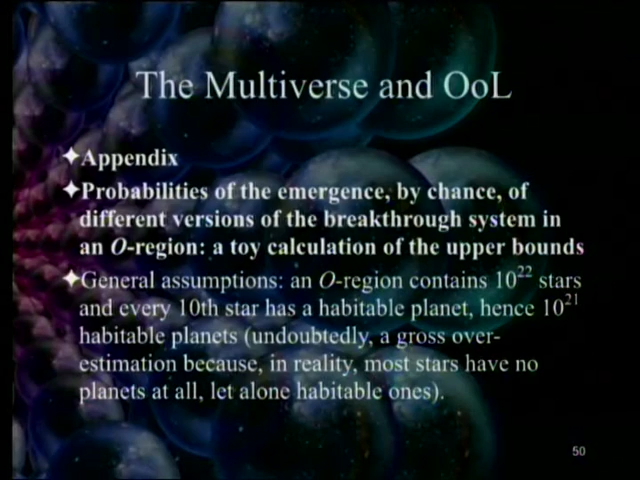 The Multiverse and OoL
✦Appendix
✦Probabilities of the emergence, by chance, of
different versions of the breakthrough system in
an O-region: a toy calculation of the upper bounds
✦General assumptions: an O-region contains 10²² stars
and every 10th star has a habitable planet, hence 10²¹
habitable planets (undoubtedly, a gross over-
estimation because, in reality, most stars have no
planets at all, let alone habitable ones).
50